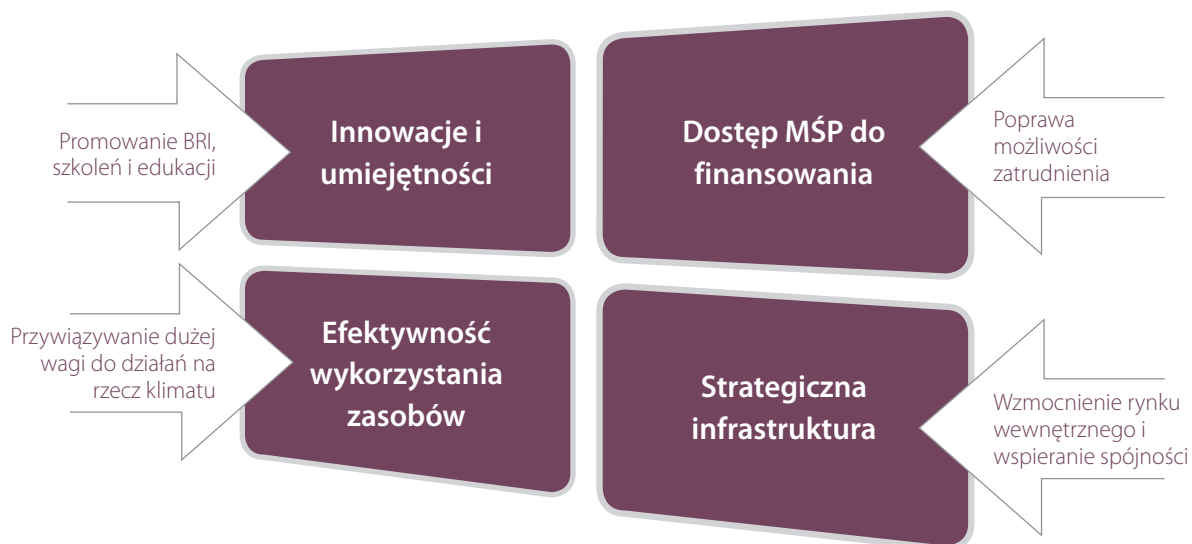 Promowanie BRI,
szkoleń i edukacji
Innowacje i
umiejętności
Dostęp MŚP do
finansowania
Poprawa
możliwości
zatrudnienia
Przywiązywanie dużej
wagi do działań na
rzecz klimatu
Efektywność
wykorzystania
zasobów
Strategiczna
infrastruktura
Wzmocnienie rynku
wewnętrznego i
wspieranie spójności